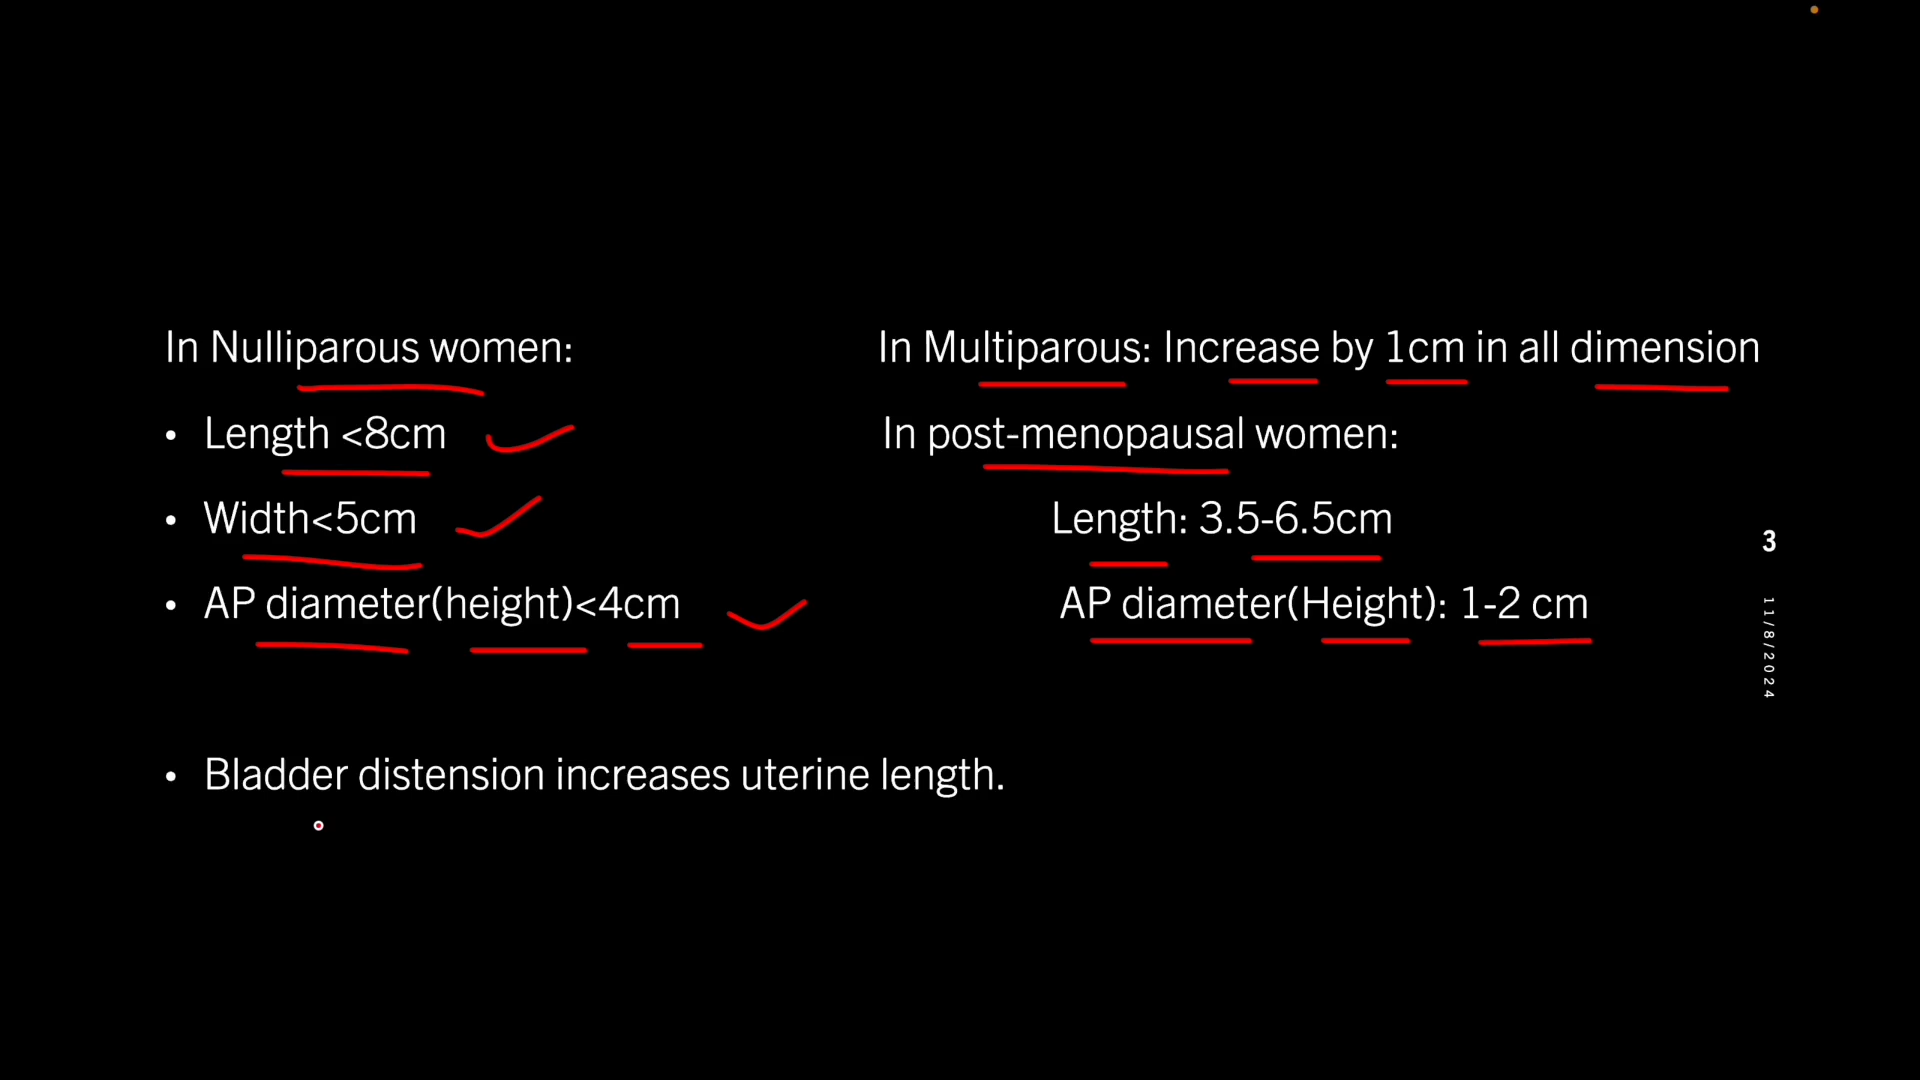 In Nulliparous women:
• Length <8cm
• Width<5cm
• AP diameter(height)<4cm
• Bladder distension increases uterine length.
In Multiparous: Increase by 1cm in all dimension
In post-menopausal women:
Length: 3.5-6.5cm
AP diameter(Height): 1-2 cm
3
11/8/2024